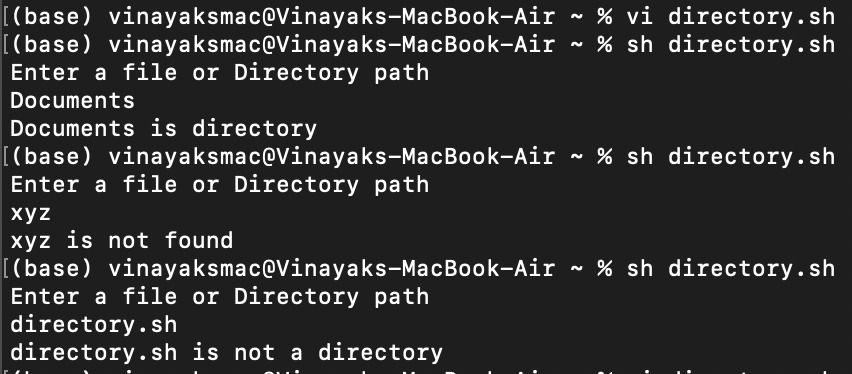 [(base) vinayaksmac@Vinayaks-MacBook-Air ~ % vi directory.sh
[(base) vinayaksmac@Vinayaks-MacBook-Air ~ % sh directory.sh
Enter a file or Directory path
Documents
Documents is directory
[(base) vinayaksmac@Vinayaks-MacBook-Air ~ % sh directory.sh
Enter a file or Directory path
xyz
xyz is not found
[(base) vinayaksmac@Vinayaks-MacBook-Air ~ % sh directory.sh
Enter a file or Directory path
directory.sh
directory.sh is not a directory